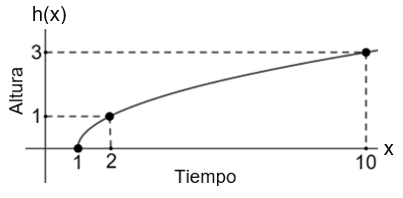 h(x)
3
Altura
1
1 2 10 x
Tiempo